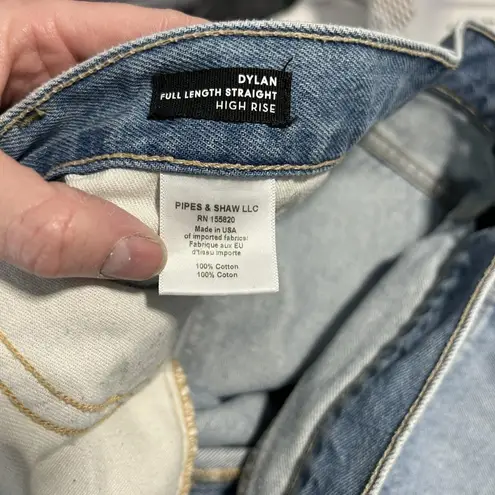 DYLAN
FULL LENGTH STRAIGHT
HIGH RISE
PIPES & SHAW LLC
RN 155820
Made in USA
of imported fabrics:
Fabrique aux EU
d'tissu importe
100% Cotton
100% Coton